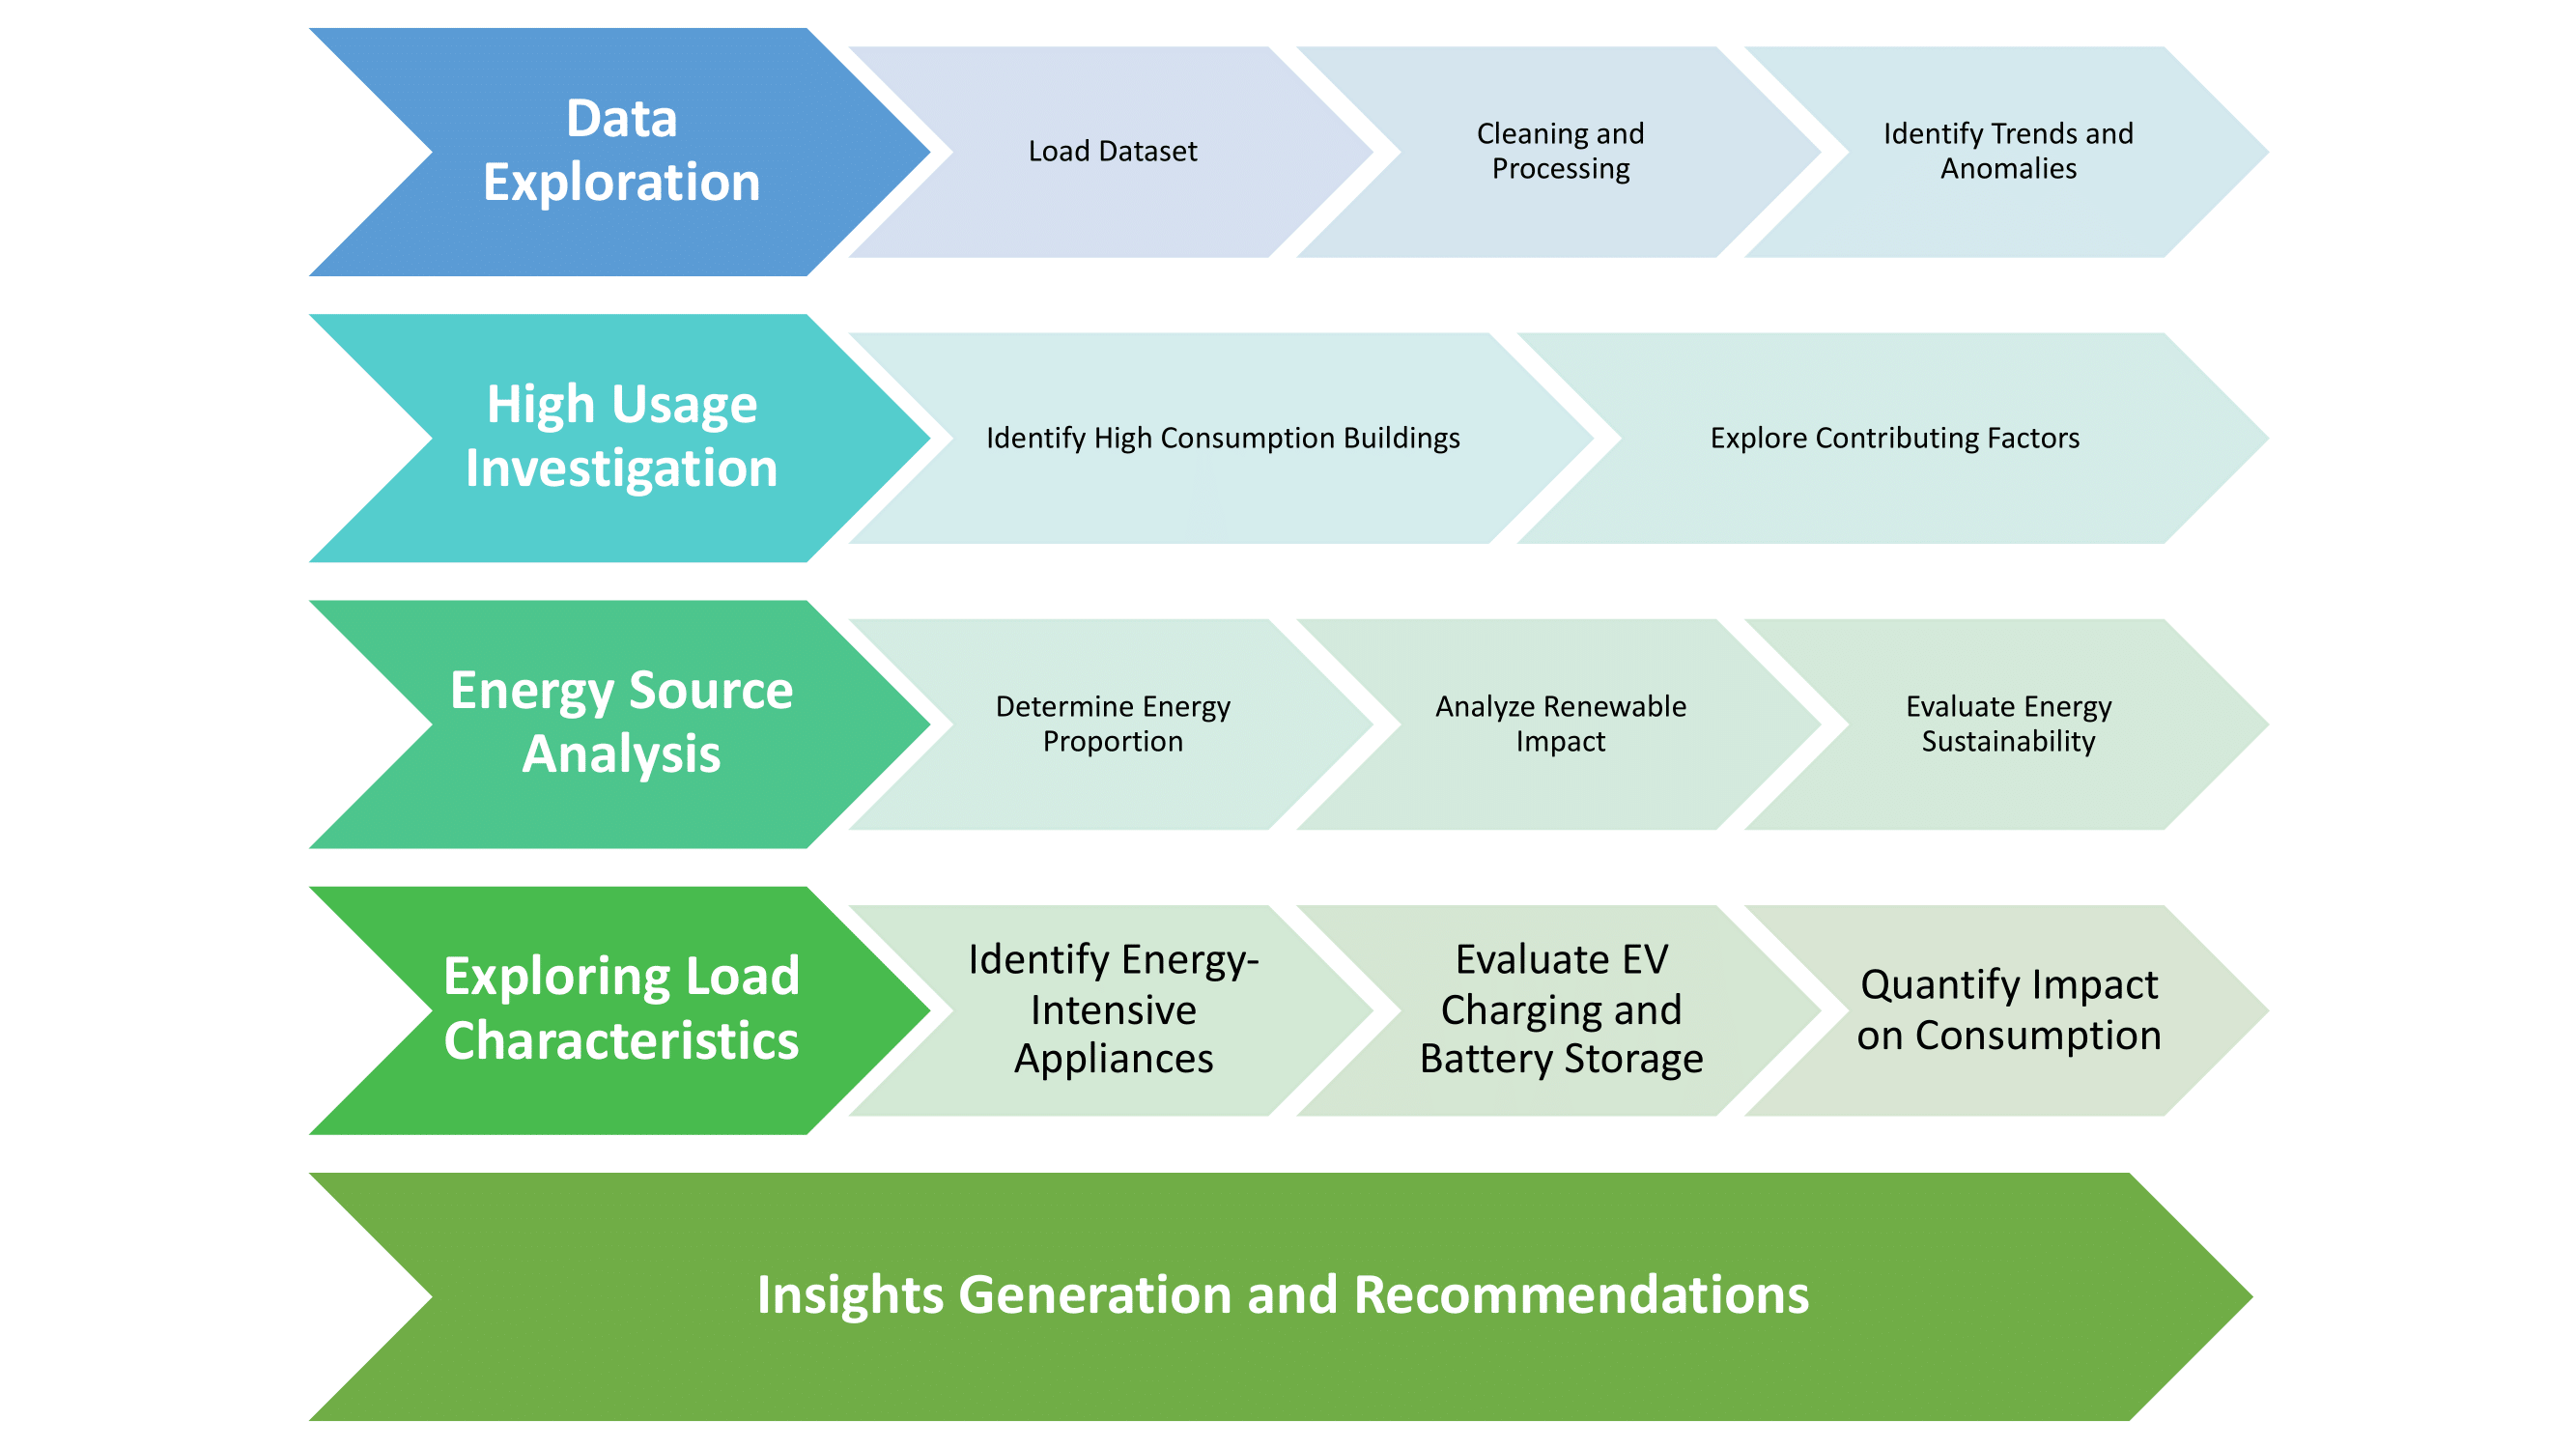 Data
Exploration
Load Dataset
Cleaning and
Processing
Identify Trends and
Anomalies
High Usage
Investigation
Identify High Consumption Buildings
Explore Contributing Factors
Energy Source
Analysis
Determine Energy
Proportion
Analyze Renewable
Impact
Evaluate Energy
Sustainability
Exploring Load
Characteristics
Identify Energy-
Intensive
Appliances
Evaluate EV
Charging and
Battery Storage
Quantify Impact
on Consumption
Insights Generation and Recommendations